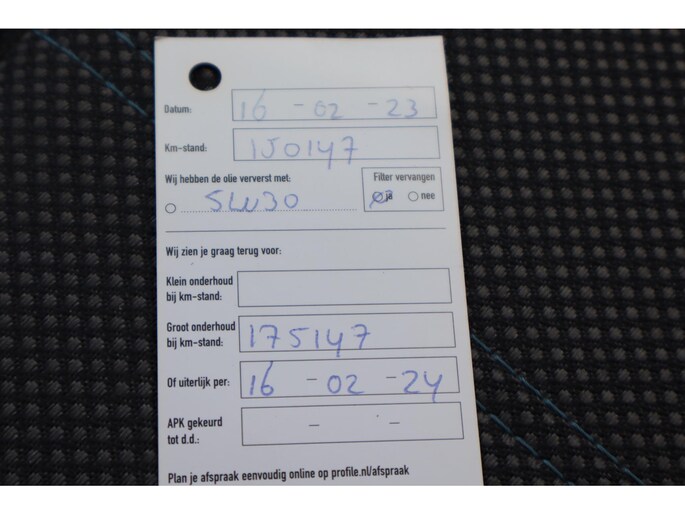 Datum: 16 - 02 - 23
Km-stand: 150147
Wij hebben de olie ververst met:
Filter vervangen
5W30
ja nee
Wij zien je graag terug voor:
Klein onderhoud
bij km-stand:
Groot onderhoud
bij km-stand: 175147
Of uiterlijk per: 16 - 02 - 24
APK gekeurd
tot d.d.: - -
Plan je afspraak eenvoudig online op profile.nl/afspraak